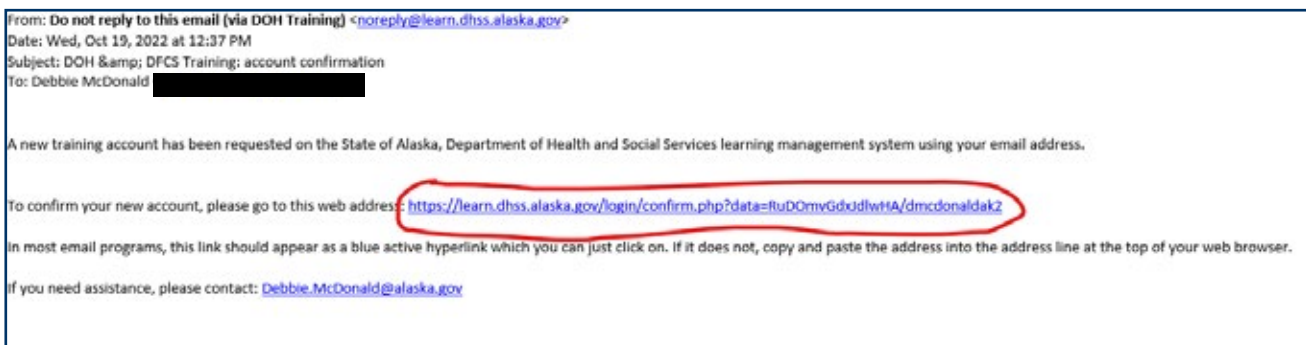 From: Do not reply to this email (via DOH Training) <noreply@learn.dhss.alaska.gov>
Date: Wed, Oct 19, 2022 at 12:37 PM
Subject: DOH &amp; DFCS Training: account confirmation
To: Debbie McDonald
A new training account has been requested on the State of Alaska, Department of Health and Social Services learning management system using your email address.
To confirm your new account, please go to this web address: https://learn.dhss.alaska.gov/login/confirm.php?data=RuDOmvGdxJdlwHA/dmcdonaldak2
In most email programs, this link should appear as a blue active hyperlink which you can just click on. If it does not, copy and paste the address into the address line at the top of your web browser.
If you need assistance, please contact: Debbie.McDonald@alaska.gov